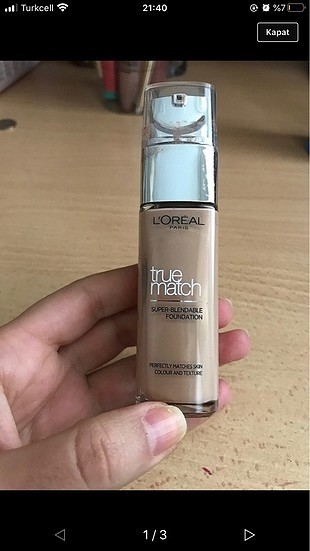 Turkcell
21:40
%7
Kapat
L'ORÉAL
PARIS
true
match
SUPER-BLENDABLE
FOUNDATION
PERFECTLY MATCHES SKIN
COLOUR AND TEXTURE
1 / 3